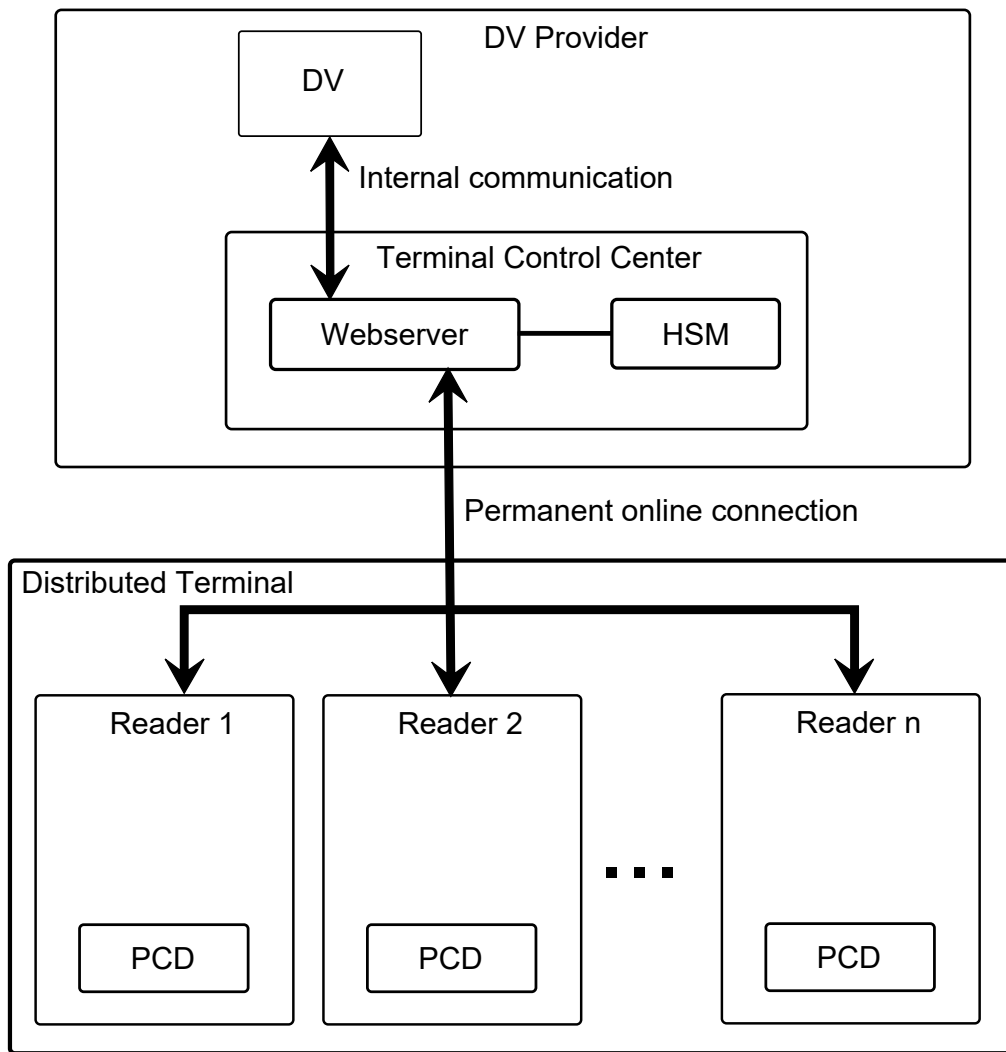 DV Provider
DV
Internal communication
Terminal Control Center
Webserver
HSM
Permanent online connection
Distributed Terminal
Reader 1
Reader 2
Reader n
PCD
PCD
PCD